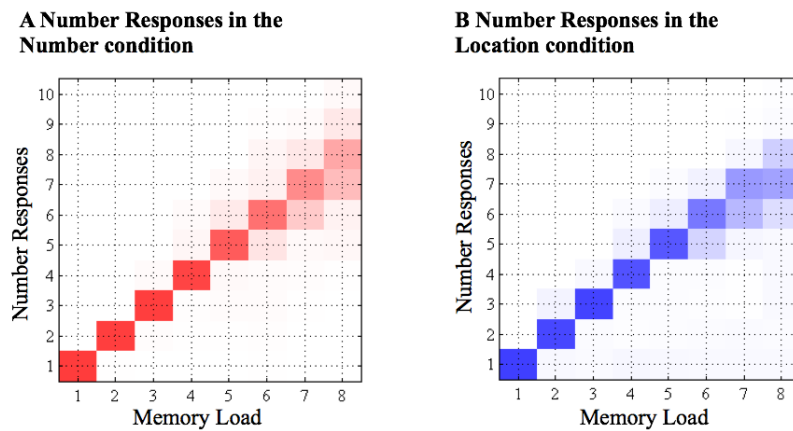 A Number Responses in the
Number condition
10
9
8
7
6
5
4
3
2
1
Number Responses
1 2 3 4 5 6 7 8
Memory Load
B Number Responses in the
Location condition
10
9
8
7
6
5
4
3
2
1
Number Responses
1 2 3 4 5 6 7 8
Memory Load